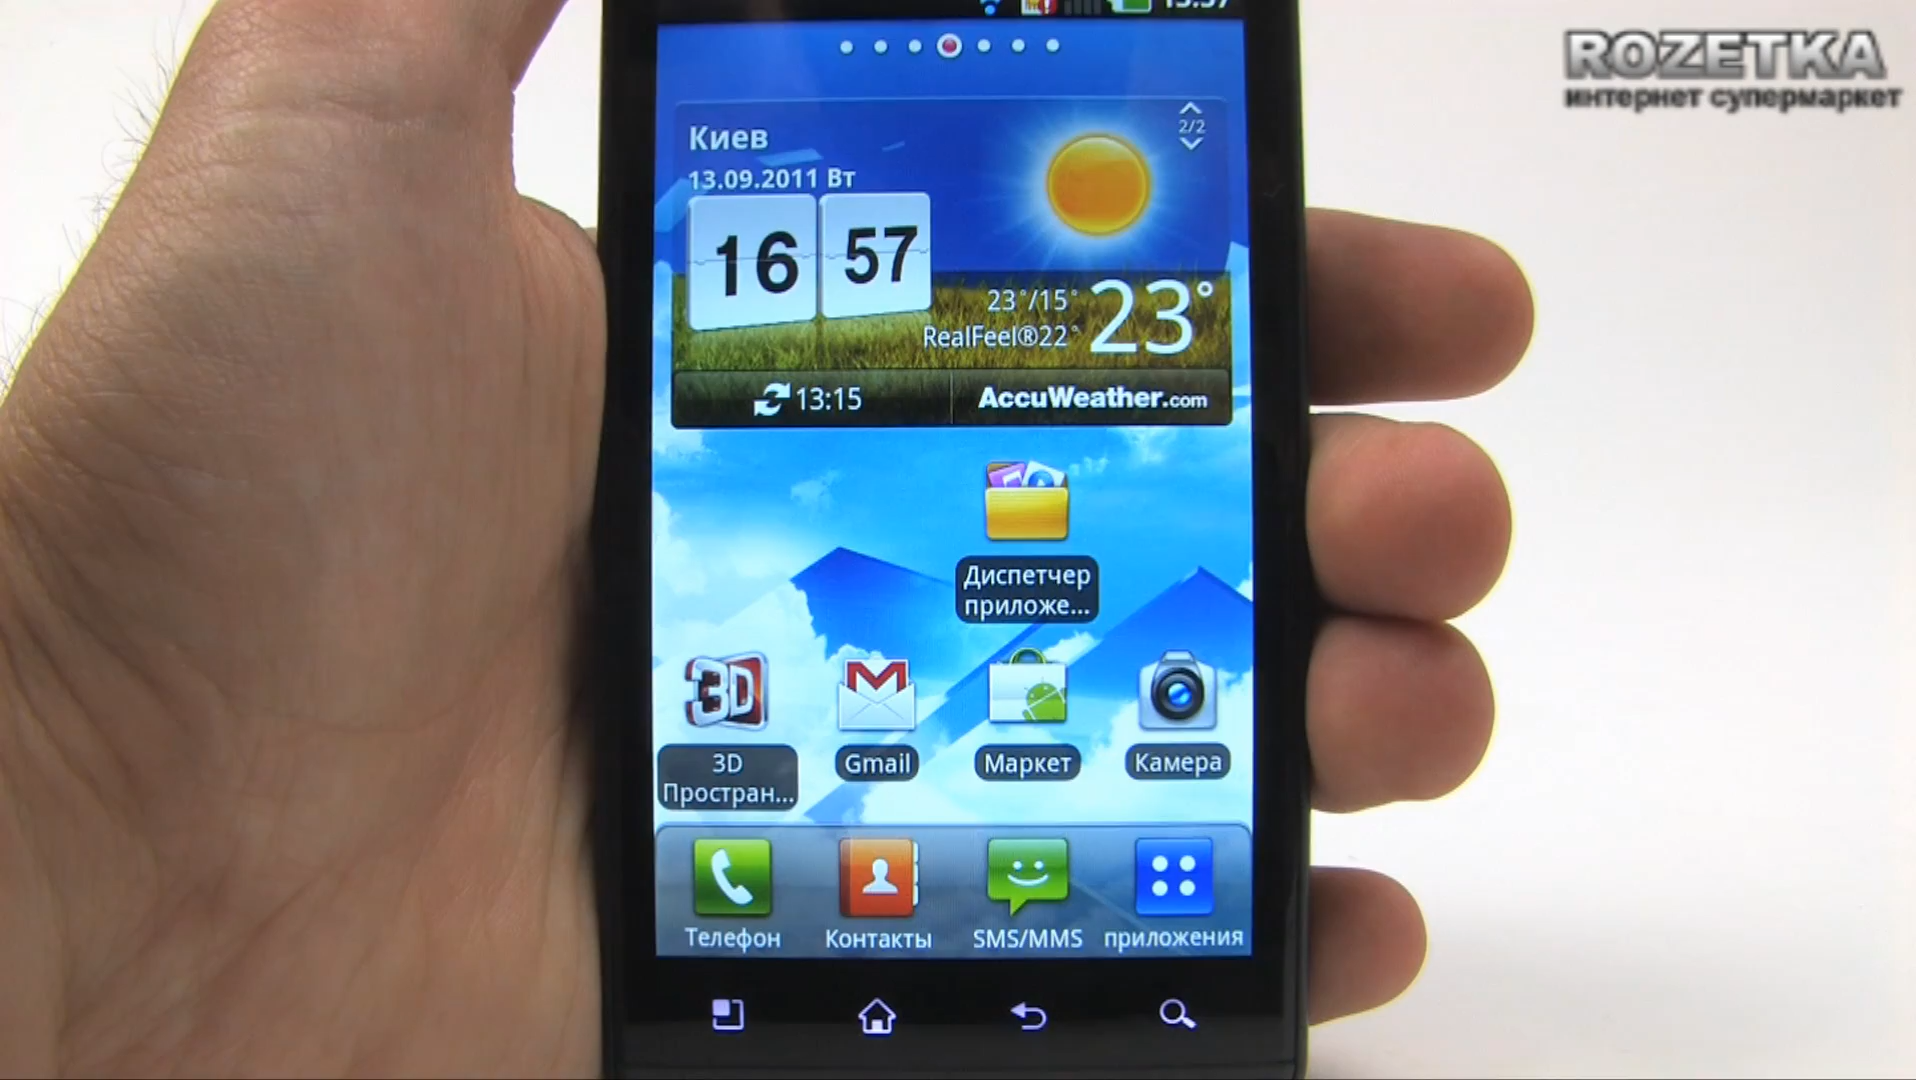 ROZETKA
интернет супермаркет
Киев
2/2
13.09.2011 Вт
16 57
23°/15° 23°
RealFeel®22°
13:15 AccuWeather.com
Диспетчер
приложе...
3D
Простран...
3D
Gmail
Маркет
Камера
Телефон
Контакты
SMS/MMS
приложения